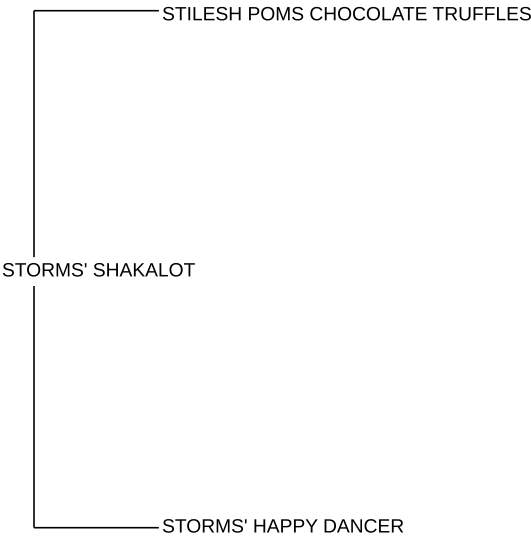 STILESH POMS CHOCOLATE TRUFFLES
STORMS' SHAKALOT
STORMS' HAPPY DANCER